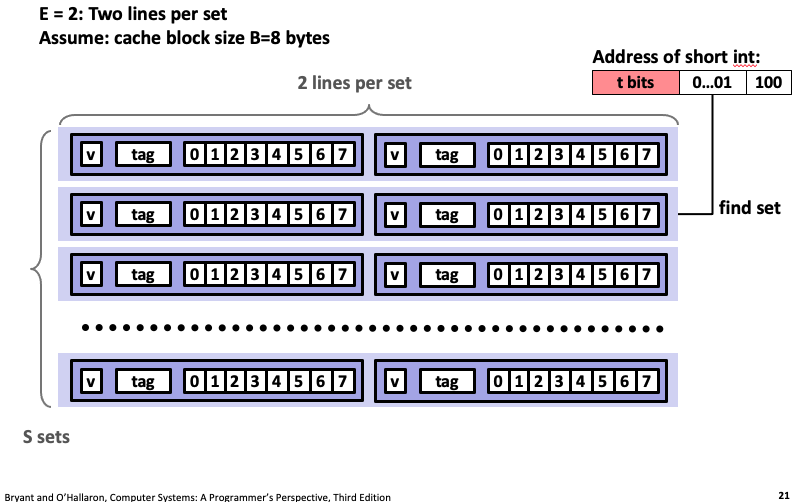 E = 2: Two lines per set
Assume: cache block size B=8 bytes
Address of short int:
t bits 0...01 100
2 lines per set
v tag 0 1 2 3 4 5 6 7 v tag 0 1 2 3 4 5 6 7
v tag 0 1 2 3 4 5 6 7 v tag 0 1 2 3 4 5 6 7
find set
v tag 0 1 2 3 4 5 6 7 v tag 0 1 2 3 4 5 6 7
v tag 0 1 2 3 4 5 6 7 v tag 0 1 2 3 4 5 6 7
S sets
Bryant and O’Hallaron, Computer Systems: A Programmer’s Perspective, Third Edition
21